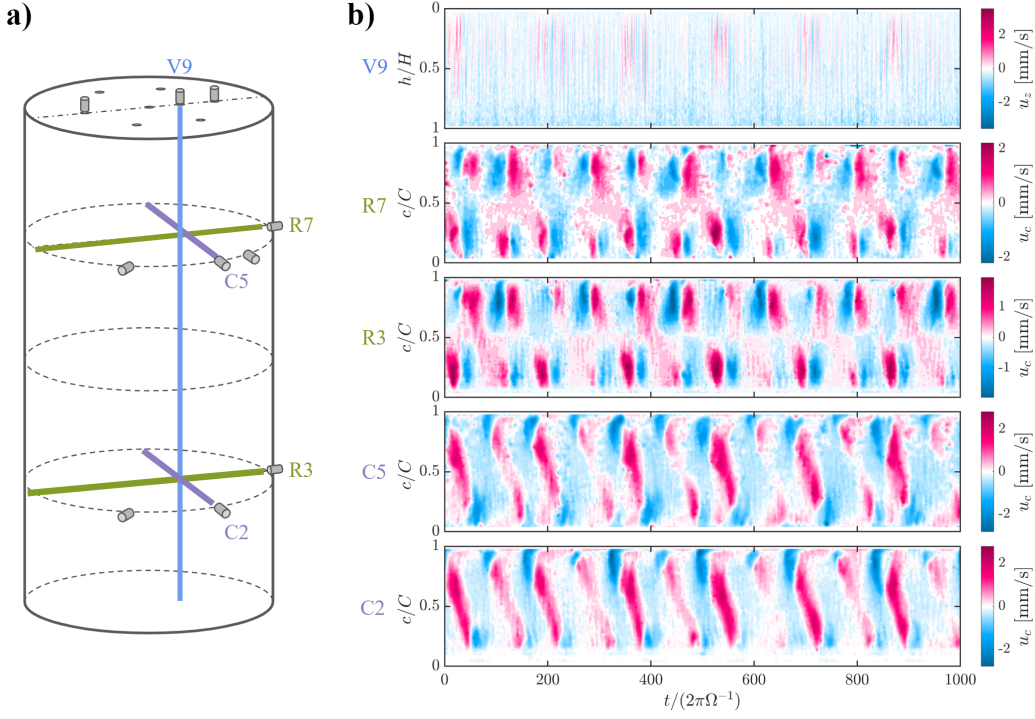 a)
V9
R7
C5
R3
C2
b)
V9
0
0.5
1
h/H
2
0
-2
u_z [mm/s]
R7
1
0.5
0
c/C
2
0
-2
u_c [mm/s]
R3
1
0.5
0
c/C
1
0
-1
u_c [mm/s]
C5
1
0.5
0
c/C
2
0
-2
u_c [mm/s]
C2
1
0.5
0
c/C
2
0
-2
u_c [mm/s]
0 200 400 600 800 1000
t/(2πΩ⁻¹)